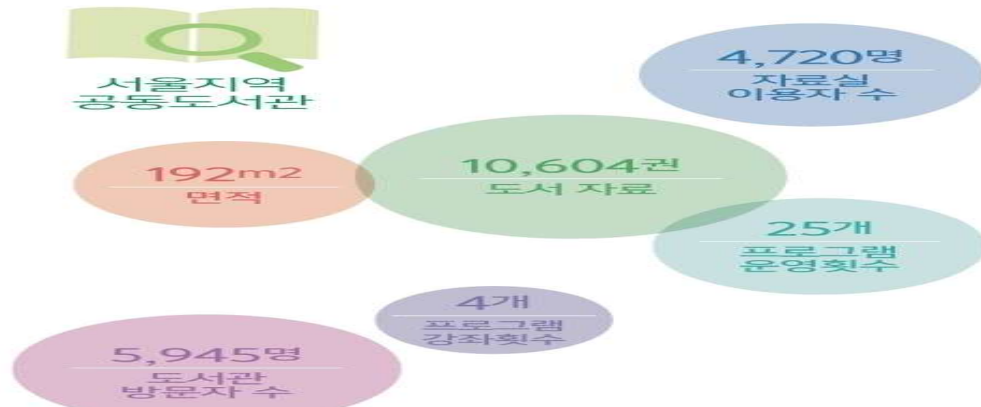 서울지역
공동도서관
4,720명
자료실
이용자 수
192m2
면적
10,604권
도서 자료
25개
프로그램
운영횟수
4개
프로그램
강좌횟수
5,945명
도서관
방문자 수